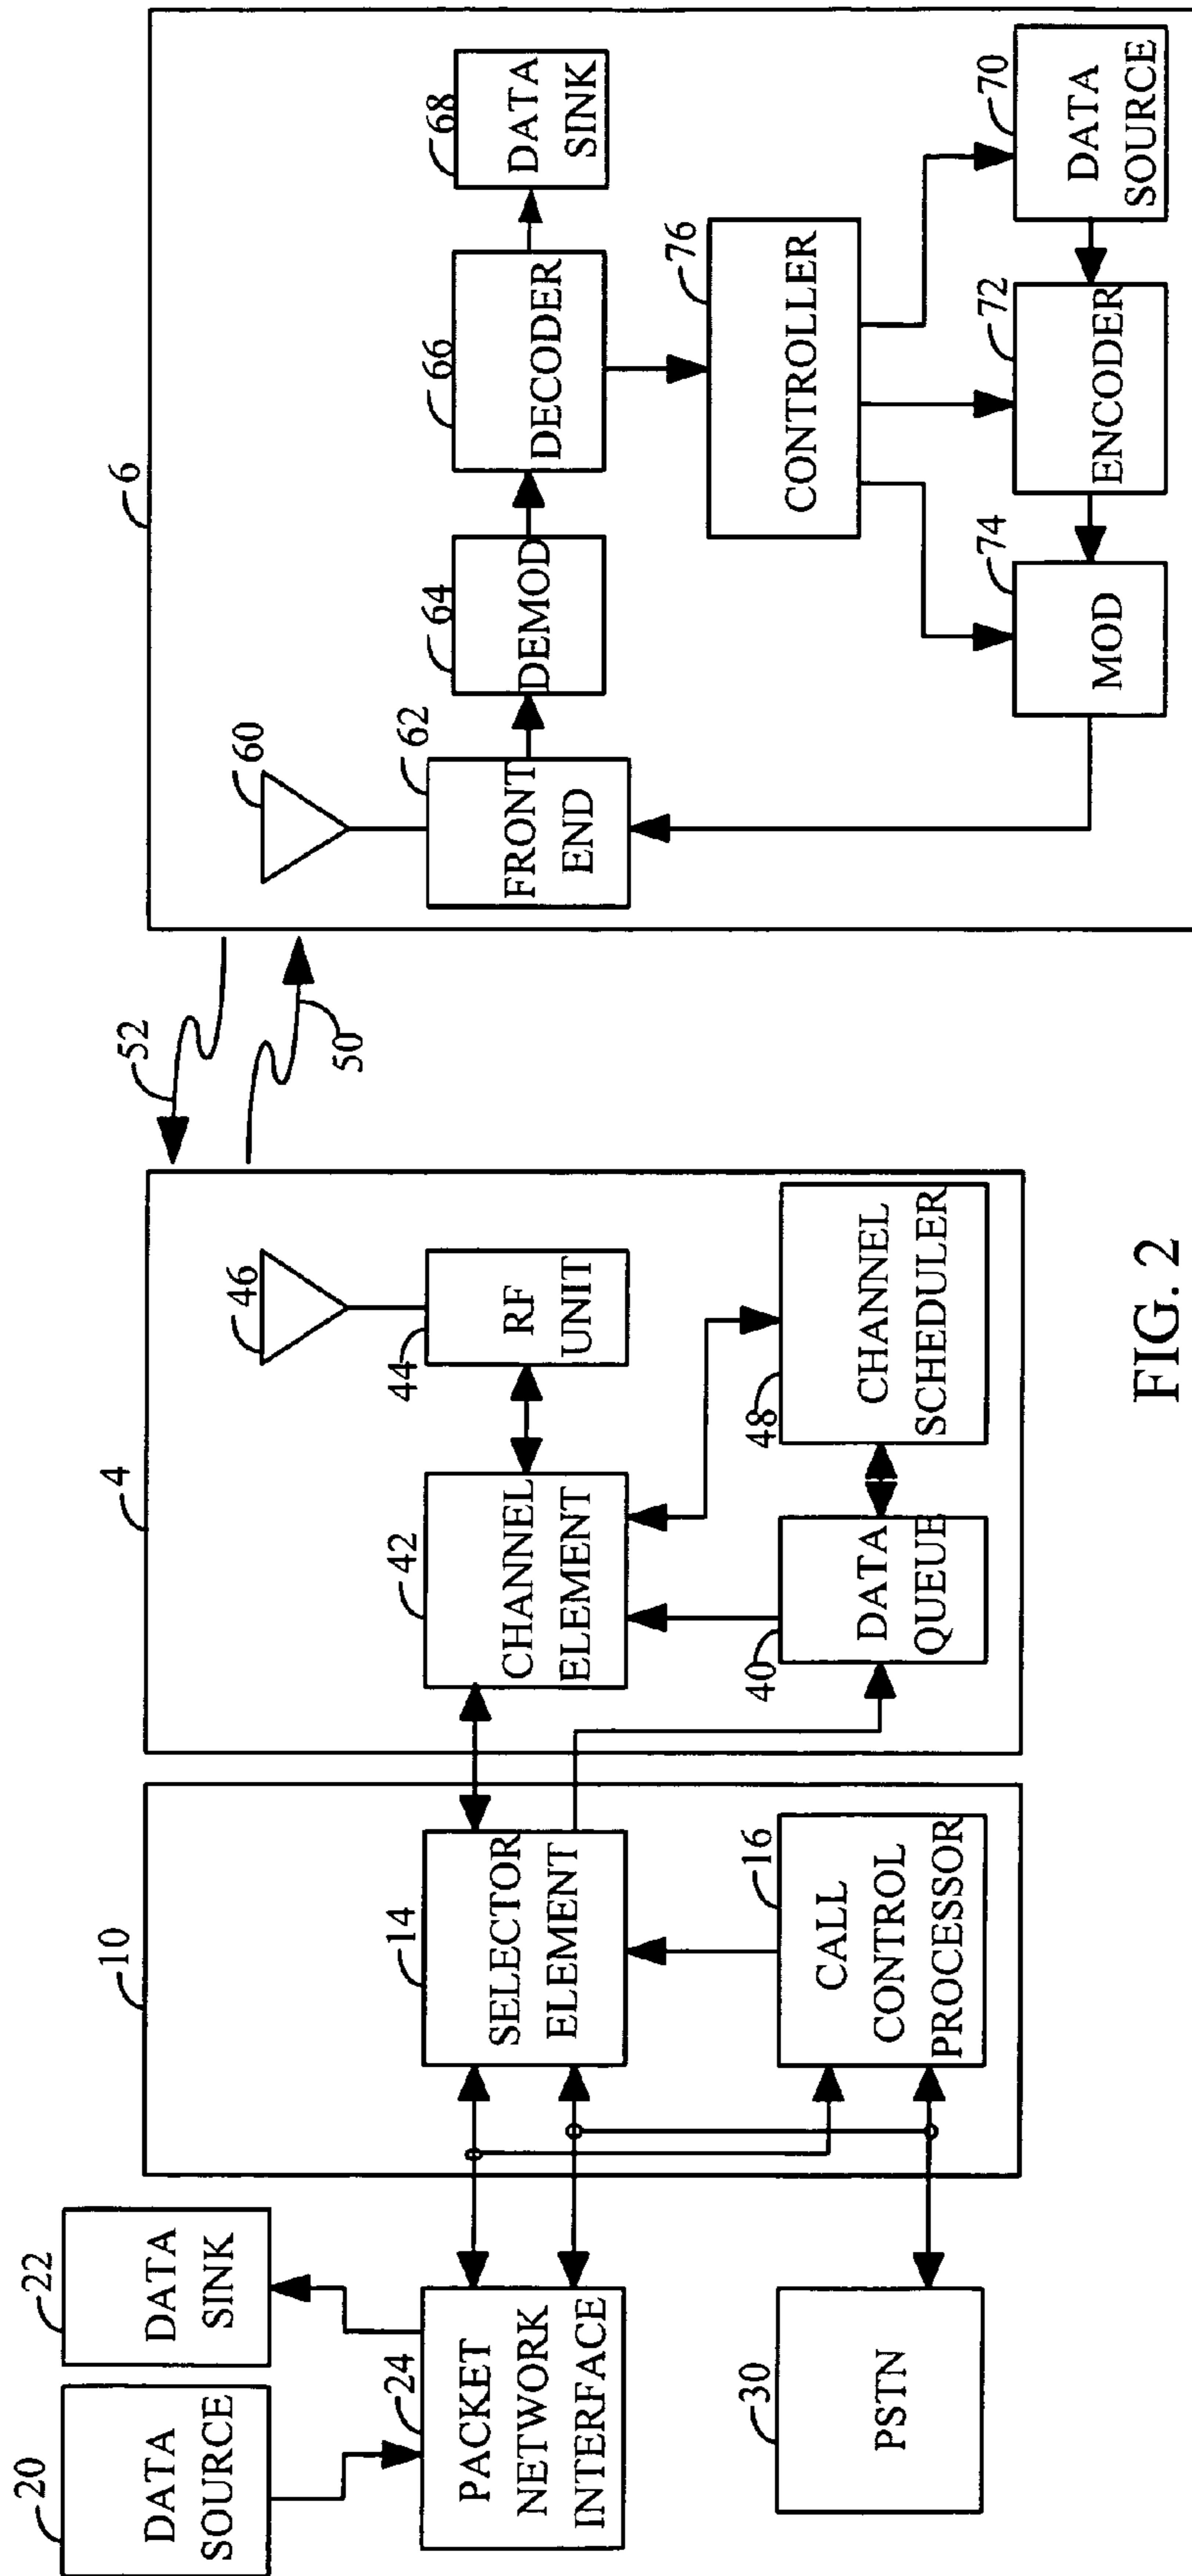 20
DATA
SOURCE
22
DATA
SINK
24
PACKET
NETWORK
INTERFACE
30
PSTN
10
14
SELECTOR
ELEMENT
16
CALL
CONTROL
PROCESSOR
4
42
CHANNEL
ELEMENT
44
RF
UNIT
46
40
DATA
QUEUE
48
CHANNEL
SCHEDULER
52
50
6
60
62
FRONT
END
64
DEMOD
66
DECODER
68
DATA
SINK
76
CONTROLLER
74
MOD
72
ENCODER
70
DATA
SOURCE
FIG. 2